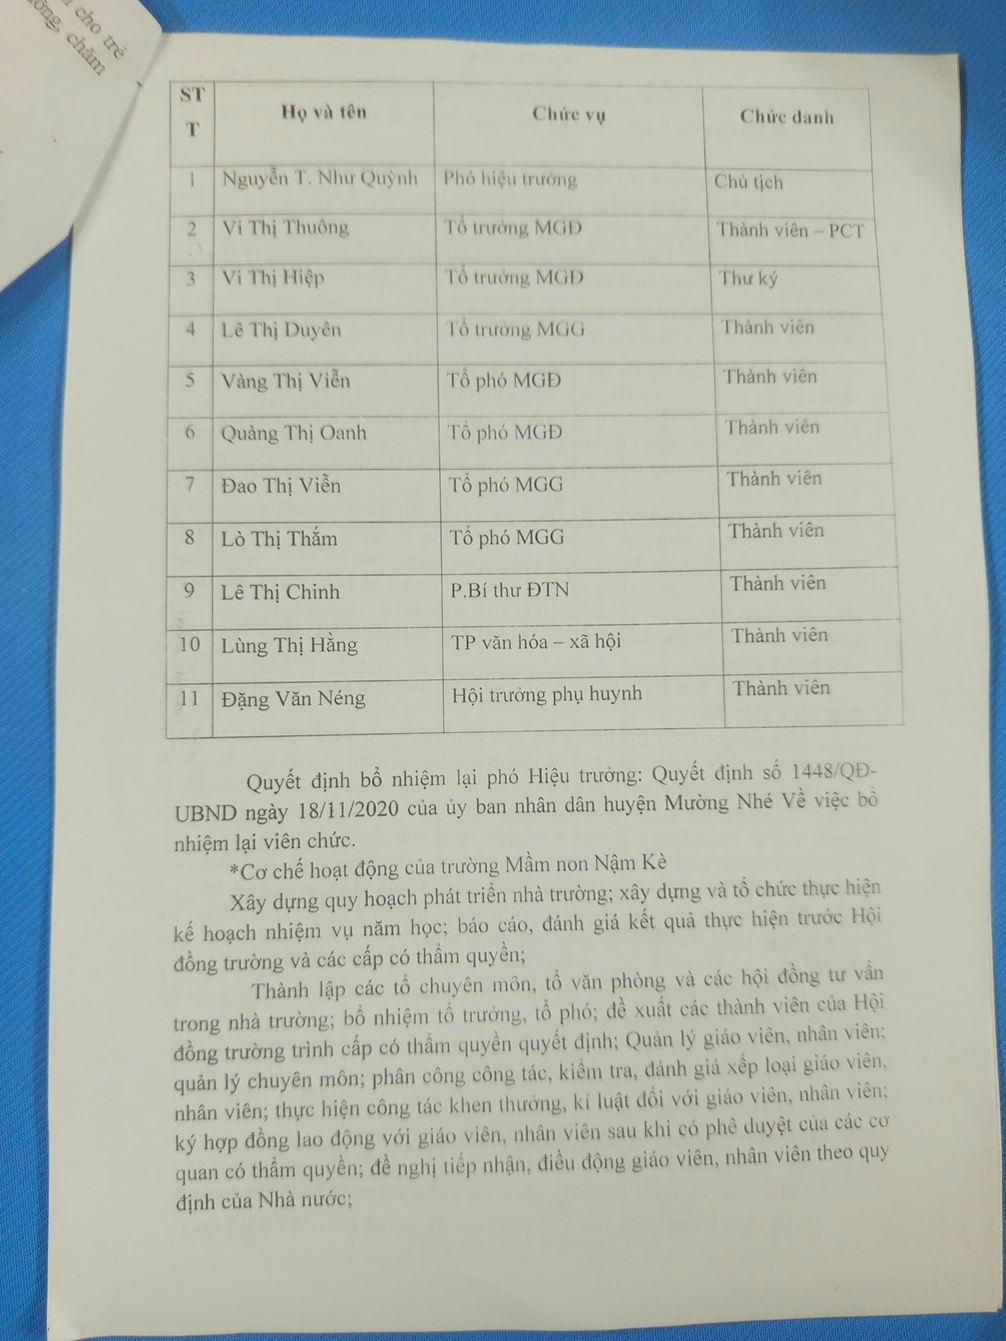 cho trẻ
ỡng, chăm
ST
T
Họ và tên
Chức vụ
Chức danh
1 Nguyễn T. Như Quỳnh Phó hiệu trưởng Chủ tịch
2 Vi Thị Thuông Tổ trưởng MGĐ Thành viên – PCT
3 Vi Thị Hiệp Tổ trưởng MGĐ Thư ký
4 Lê Thị Duyên Tổ trưởng MGG Thành viên
5 Vàng Thị Viễn Tổ phó MGĐ Thành viên
6 Quàng Thị Oanh Tổ phó MGĐ Thành viên
7 Đao Thị Viễn Tổ phó MGG Thành viên
8 Lò Thị Thắm Tổ phó MGG Thành viên
9 Lê Thị Chinh P.Bí thư ĐTN Thành viên
10 Lùng Thị Hằng TP văn hóa – xã hội Thành viên
11 Đặng Văn Néng Hội trưởng phụ huynh Thành viên
Quyết định bổ nhiệm lại phó Hiệu trưởng: Quyết định số 1448/QĐ-
UBND ngày 18/11/2020 của ủy ban nhân dân huyện Mường Nhé Về việc bổ
nhiệm lại viên chức.
*Cơ chế hoạt động của trường Mầm non Nậm Kè
Xây dựng quy hoạch phát triển nhà trường; xây dựng và tổ chức thực hiện
kế hoạch nhiệm vụ năm học; báo cáo, đánh giá kết quả thực hiện trước Hội
đồng trường và các cấp có thẩm quyền;
Thành lập các tổ chuyên môn, tổ văn phòng và các hội đồng tư vấn
trong nhà trường; bổ nhiệm tổ trưởng, tổ phó; đề xuất các thành viên của Hội
đồng trường trình cấp có thẩm quyền quyết định; Quản lý giáo viên, nhân viên;
quản lý chuyên môn; phân công công tác, kiểm tra, đánh giá xếp loại giáo viên,
nhân viên; thực hiện công tác khen thưởng, kỉ luật đối với giáo viên, nhân viên;
ký hợp đồng lao động với giáo viên, nhân viên sau khi có phê duyệt của các cơ
quan có thẩm quyền; đề nghị tiếp nhận, điều động giáo viên, nhân viên theo quy
định của Nhà nước;